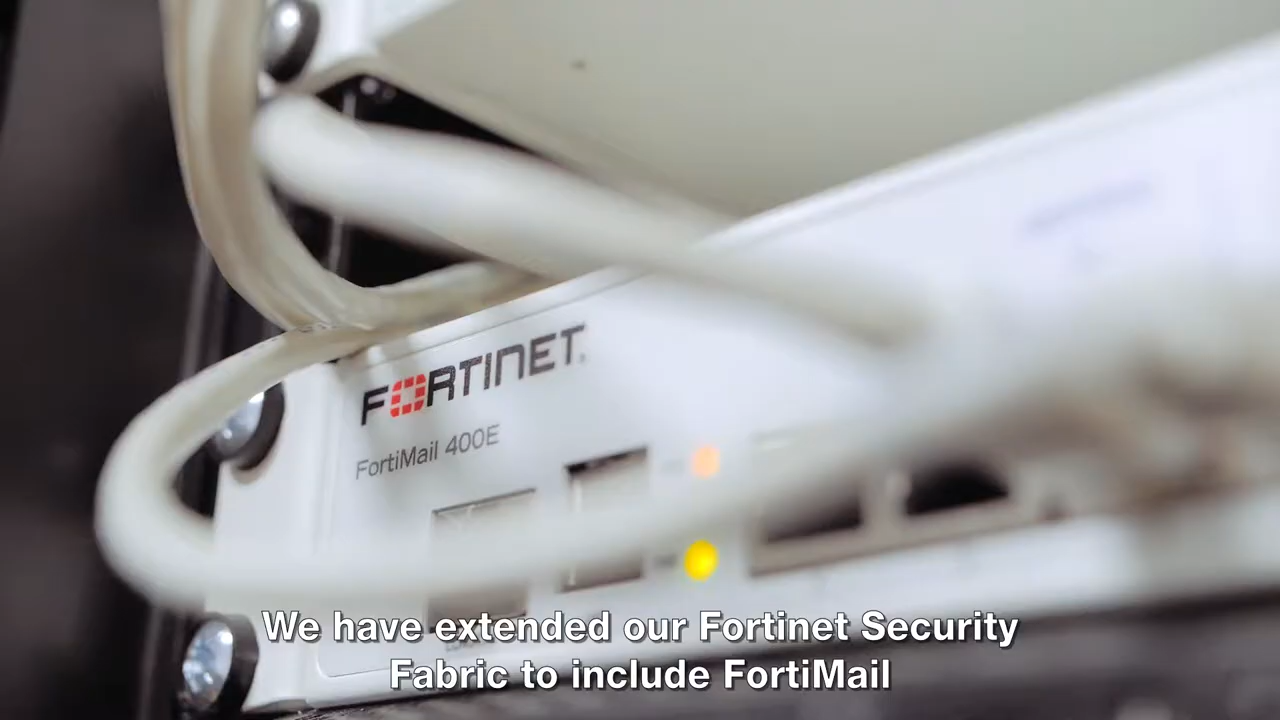 FORTINET
FortiMail 400E
We have extended our Fortinet Security
Fabric to include FortiMail